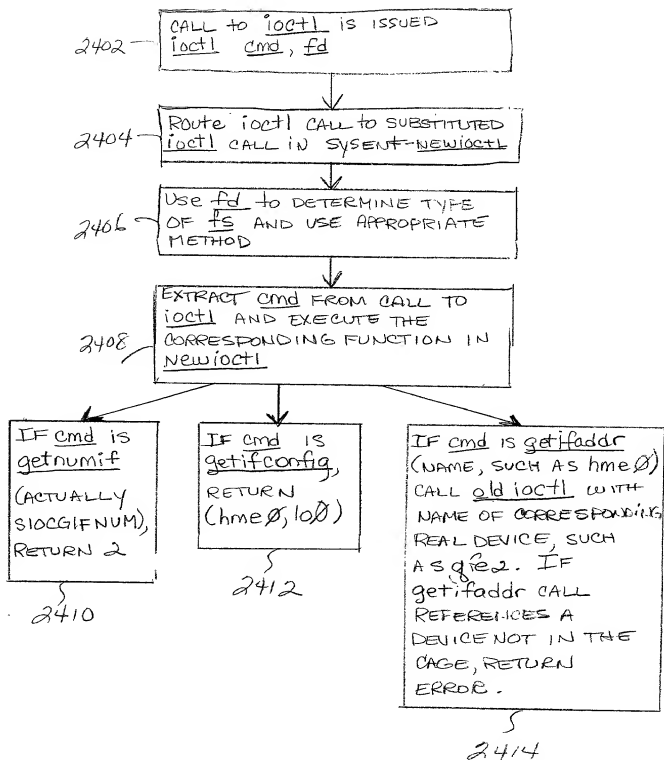 CALL TO ioctl IS ISSUED
ioctl cmd, fd
2402
Route ioctl CALL TO SUBSTITUTED
ioctl CALL IN SYSENT-NEWIOCTL
2404
Use fd to DETERMINE TYPE
OF fs AND USE APPROPRIATE
METHOD
2406
EXTRACT cmd FROM CALL TO
ioctl AND EXECUTE THE
CORRESPONDING FUNCTION IN
Newioctl
2408
IF cmd is
getnumif
(ACTUALLY
SIOCGIFNUM),
RETURN 2
2410
IF cmd IS
getifconfig,
RETURN
(hme0, lo0)
2412
IF cmd IS getifaddr
(NAME, SUCH AS hme0)
CALL old ioctl WITH
NAME OF CORRESPONDING
REAL DEVICE, SUCH
AS qfe2. IF
getifaddr CALL
REFERENCES A
DEVICE NOT IN THE
CAGE, RETURN
ERROR.
2414